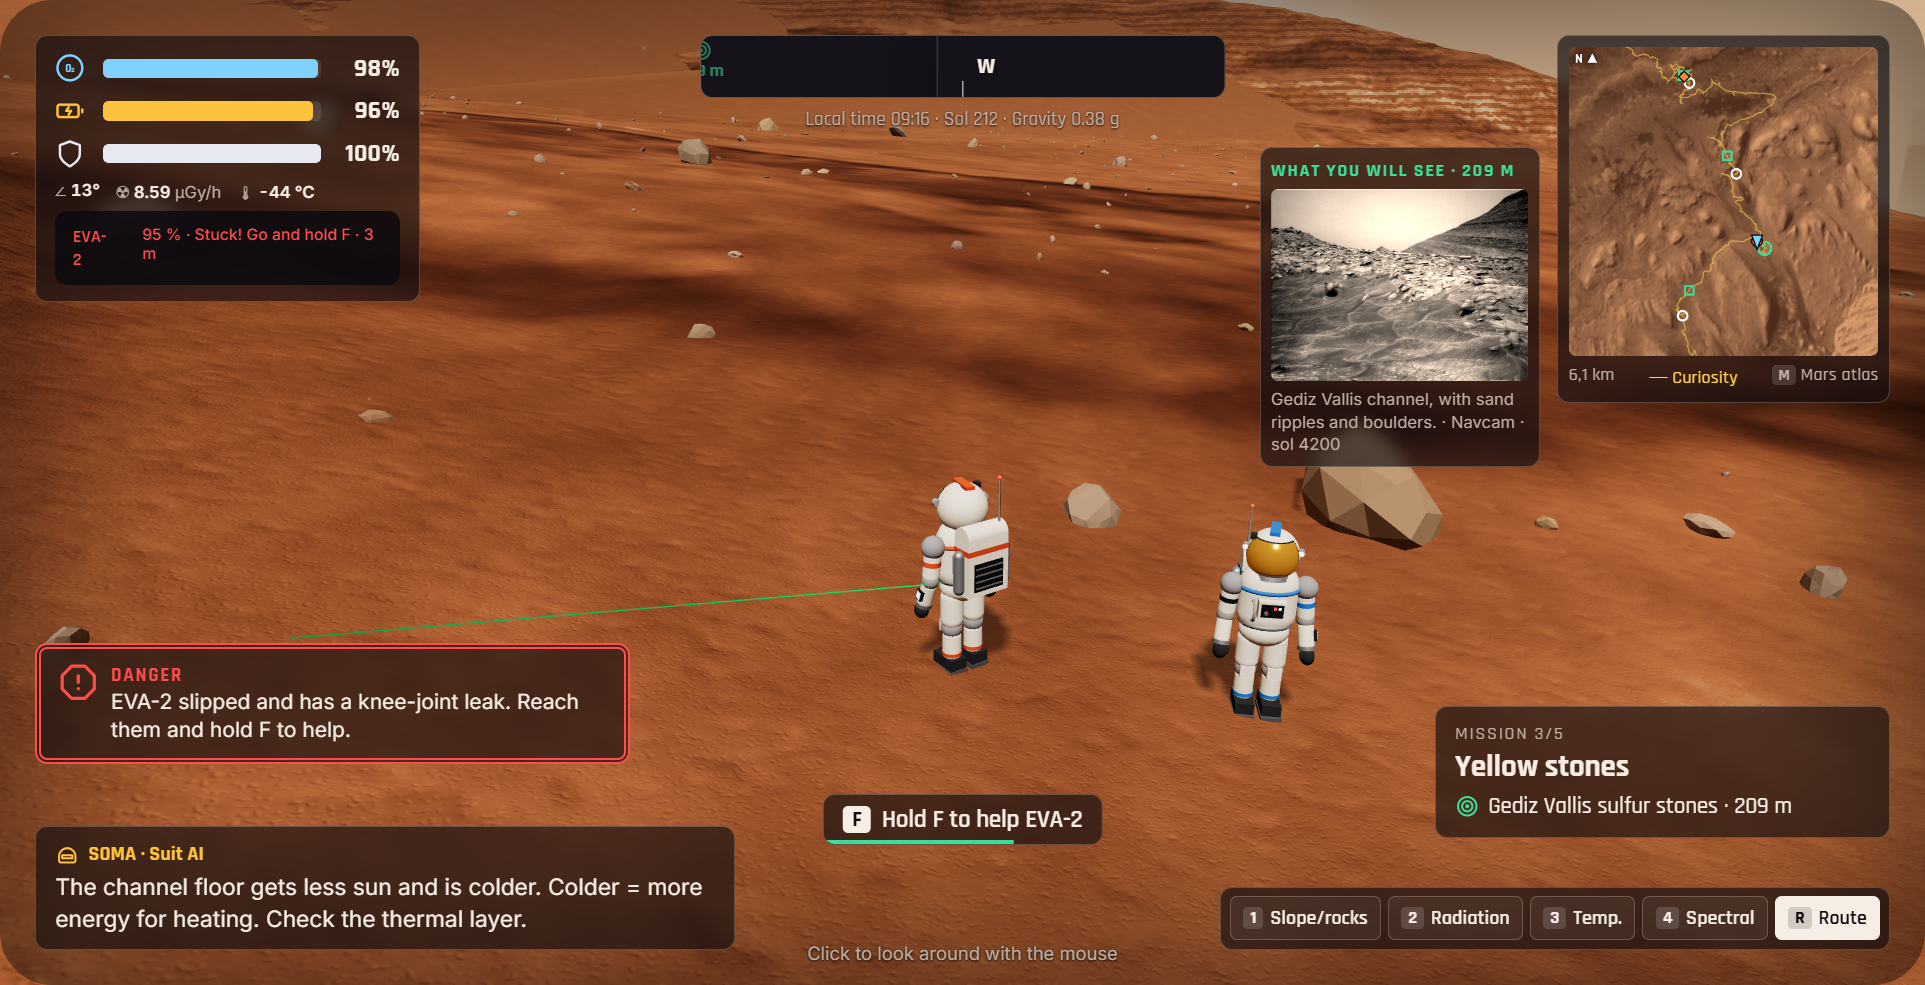 O₂ 98%
96%
100%
∠ 13° 8.59 µGy/h -44 °C
EVA-2
95 % · Stuck! Go and hold F · 3 m
m
W
Local time 09:16 · Sol 212 · Gravity 0.38 g
WHAT YOU WILL SEE · 209 M
Gediz Vallis channel, with sand
ripples and boulders. · Navcam ·
sol 4200
N ▲
6,1 km — Curiosity M Mars atlas
DANGER
EVA-2 slipped and has a knee-joint leak. Reach
them and hold F to help.
MISSION 3/5
Yellow stones
Gediz Vallis sulfur stones · 209 m
F Hold F to help EVA-2
SOMA · Suit AI
The channel floor gets less sun and is colder. Colder = more
energy for heating. Check the thermal layer.
1 Slope/rocks 2 Radiation 3 Temp. 4 Spectral R Route
Click to look around with the mouse